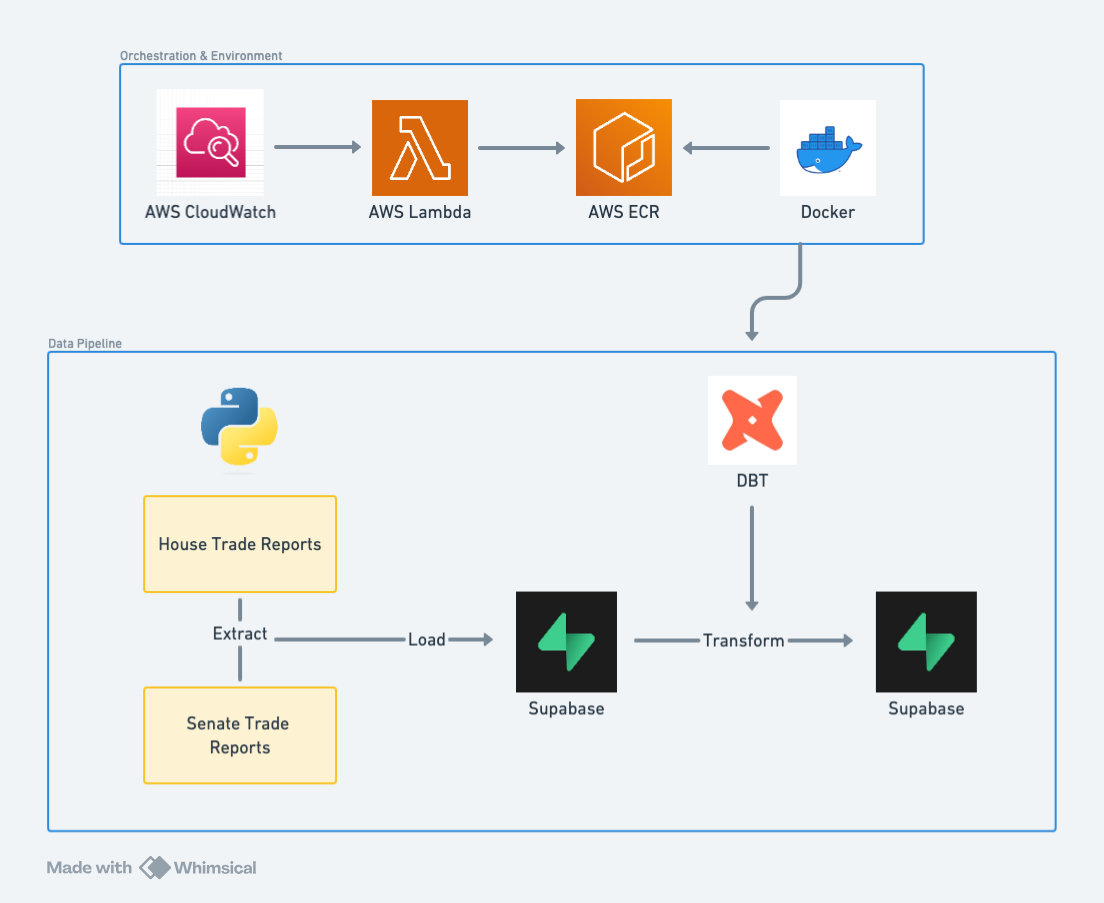 Orchestration & Environment
AWS CloudWatch
AWS Lambda
AWS ECR
Docker
Data Pipeline
DBT
House Trade Reports
Extract
Load
Transform
Senate Trade
Reports
Supabase
Supabase
Made with Whimsical